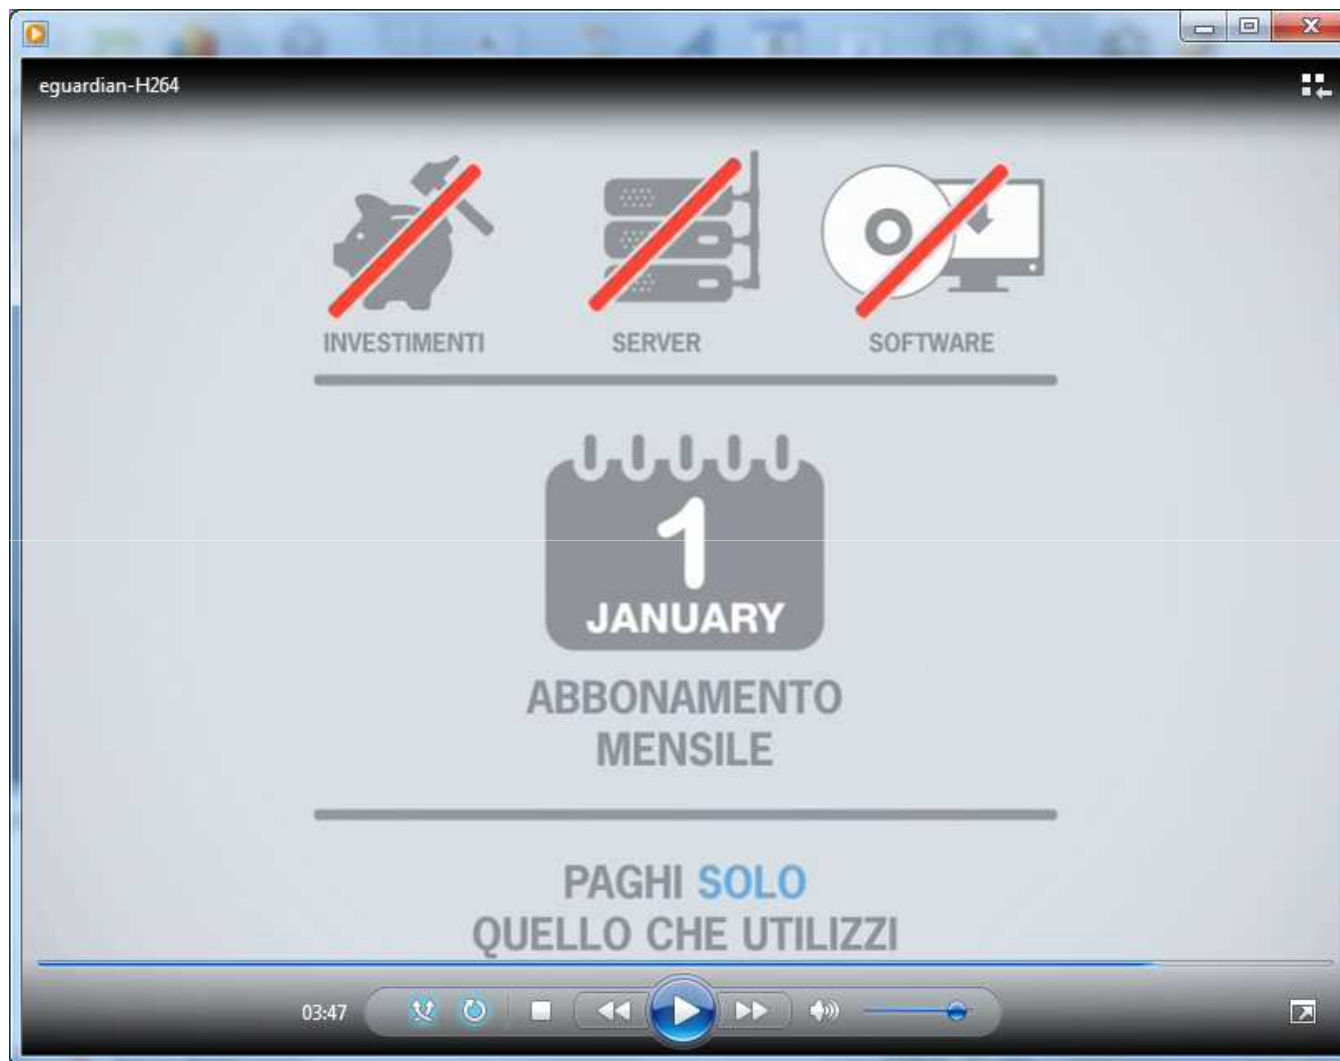 eguardian-H264
INVESTIMENTI SERVER SOFTWARE
1
JANUARY
ABBONAMENTO
MENSILE
PAGHI SOLO
QUELLO CHE UTILIZZI
03:47